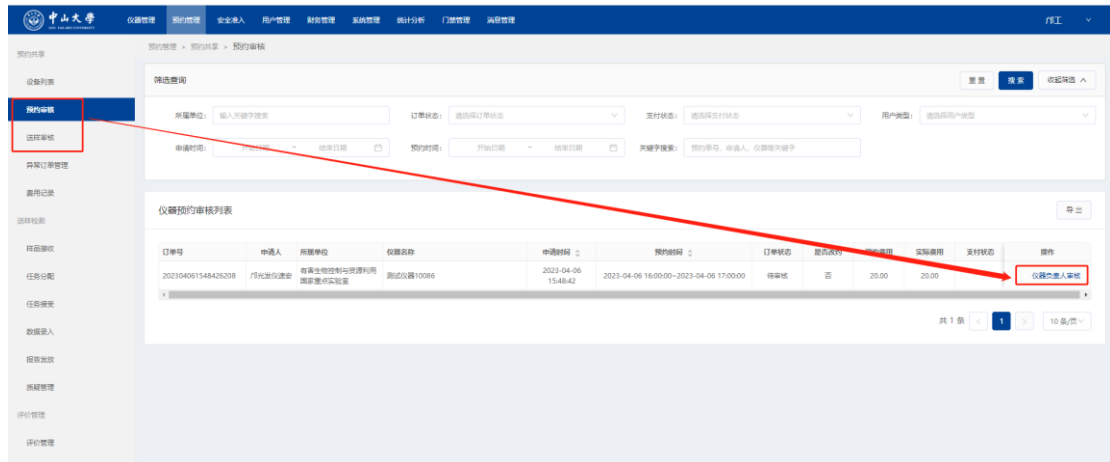 中山大學
仪器管理 预约管理 安全准入 用户管理 财务管理 系统管理 统计分析 门禁管理 消息管理
邝工
预约共享
设备列表
预约审核
送样审核
异常订单管理
费用记录
送样检测
样品接收
任务分配
任务接受
数据录入
报告发放
质疑管理
评价管理
评价管理
预约管理 > 预约共享 > 预约审核
筛选查询
重置 搜索 收起筛选
所属单位: 输入关键字搜索 订单状态: 请选择订单状态 支付状态: 请选择支付状态 用户类型: 请选择用户类型
申请时间: 开始日期 ~ 结束日期 预约时间: 开始日期 ~ 结束日期 关键字搜索: 预约单号、申请人、仪器等关键字
仪器预约审核列表
导出
订单号 申请人 所属单位 仪器名称 申请时间 预约时间 订单状态 是否改约 预约费用 实际费用 支付状态 操作
202304061548426208 邝光发仪速安 有害生物控制与资源利用 测试仪器10086 2023-04-06 2023-04-06 16:00:00~2023-04-06 17:00:00 待审核 否 20.00 20.00 仪器负责人审核
国家重点实验室 15:48:42
共 1 条 < 1 > 10 条/页